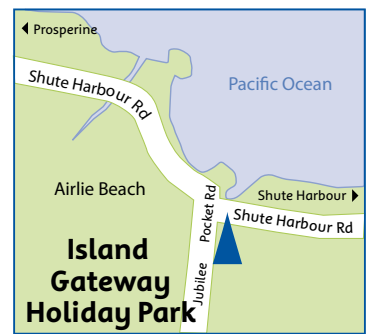 Prosperine
Shute Harbour Rd
Pacific Ocean
Airlie Beach
Shute Harbour
Shute Harbour Rd
Jubilee Pocket Rd
Island
Gateway
Holiday Park